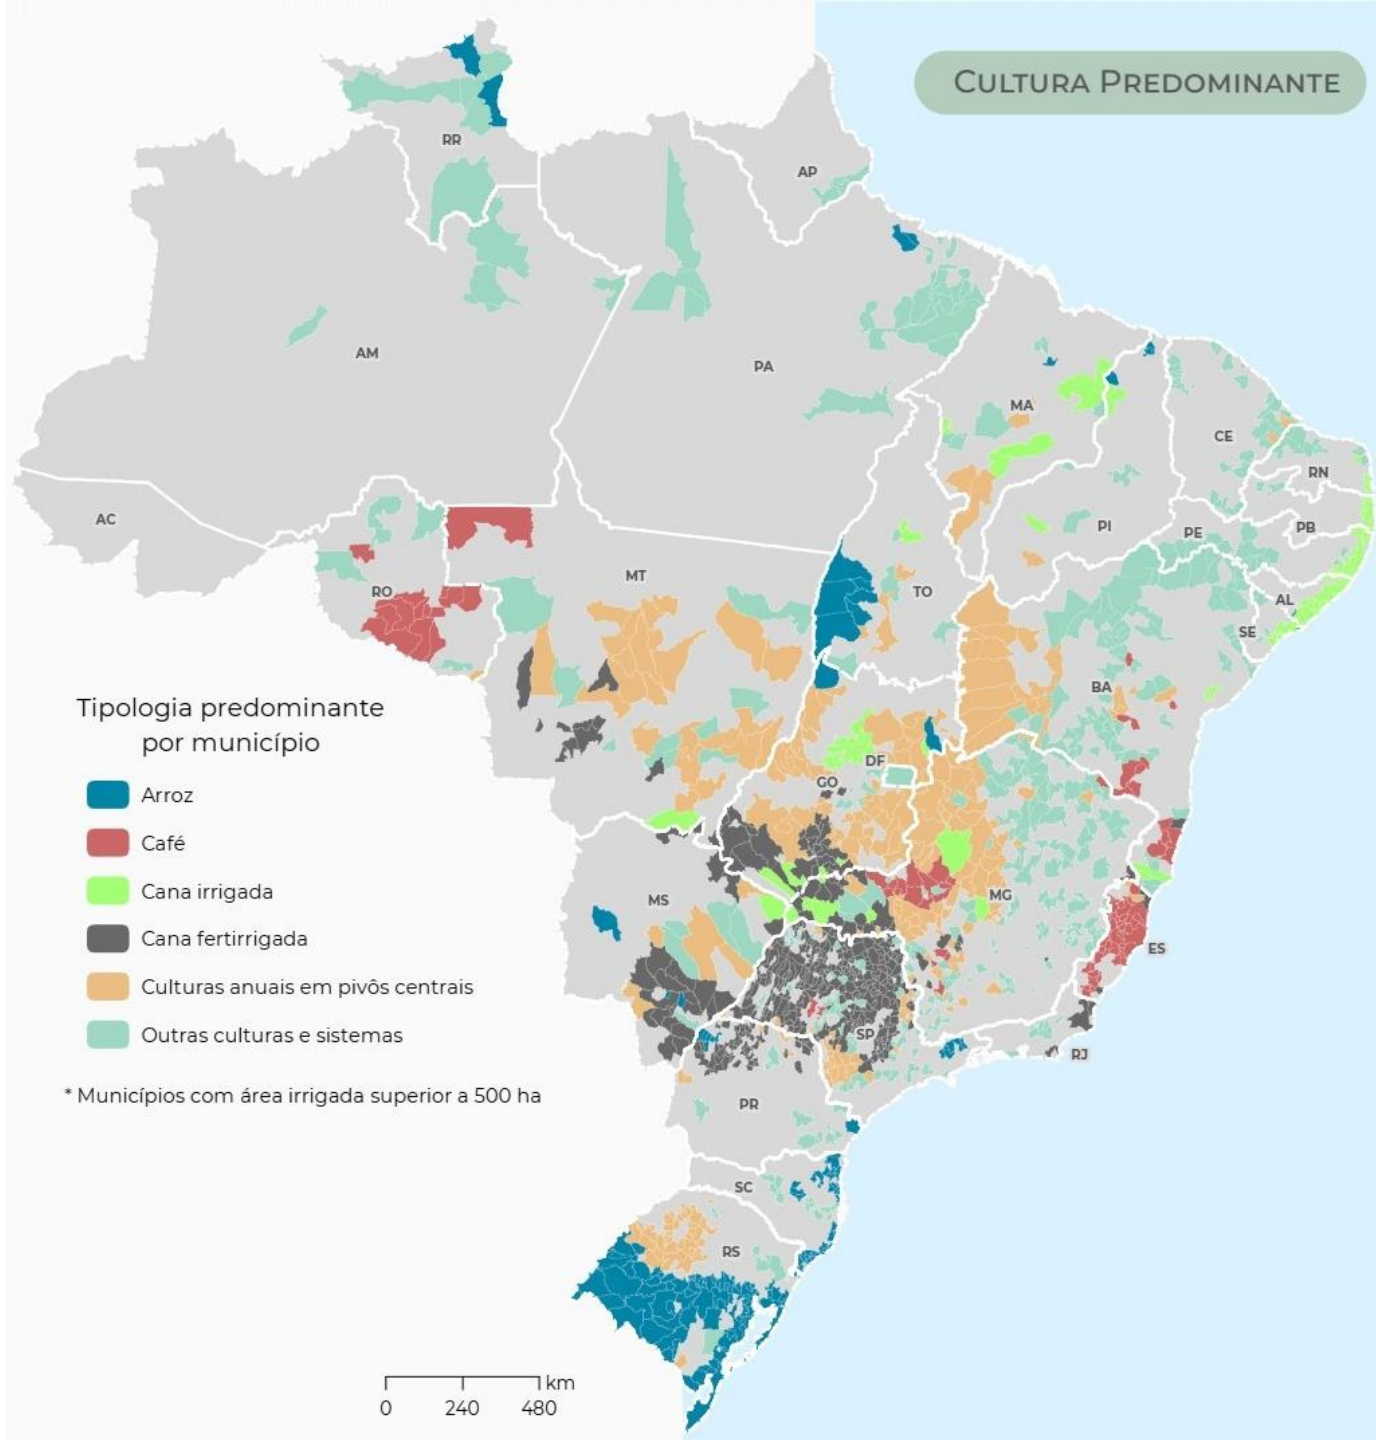 CULTURA PREDOMINANTE
RR
AP
AM
PA
MA
CE
RN
PB
PE
PI
AC
AL
SE
RO
MT
TO
BA
DF
GO
MS
MG
ES
SP
RJ
PR
SC
RS
Tipologia predominante
por município
Arroz
Café
Cana irrigada
Cana fertirrigada
Culturas anuais em pivôs centrais
Outras culturas e sistemas
* Municípios com área irrigada superior a 500 ha
km
0 240 480